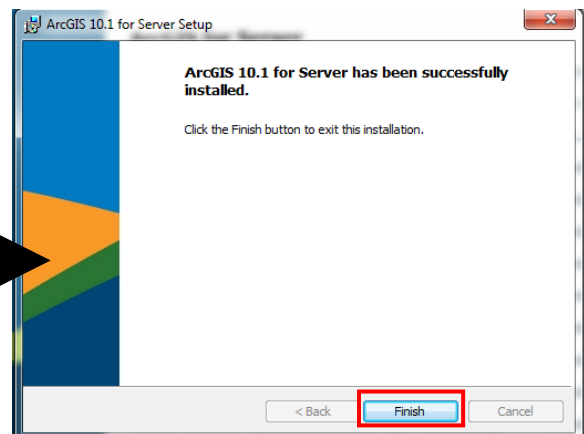 ArcGIS 10.1 for Server Setup
ArcGIS 10.1 for Server has been successfully
installed.
Click the Finish button to exit this installation.
< Back Finish Cancel